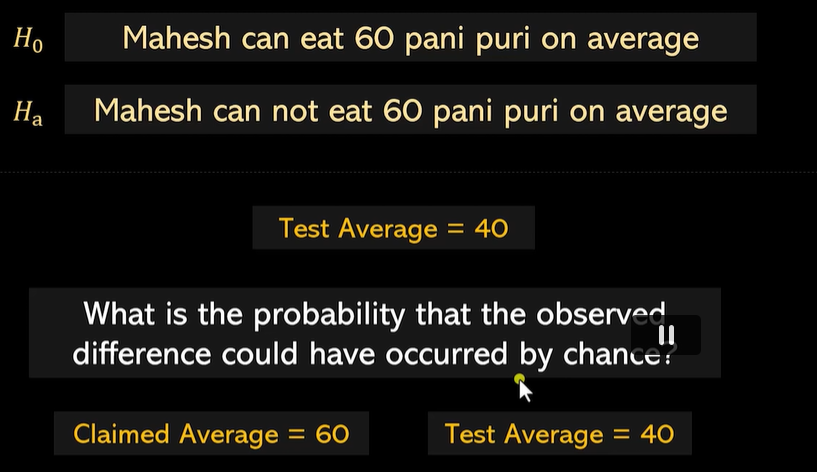 H₀ Mahesh can eat 60 pani puri on average
Hₐ Mahesh can not eat 60 pani puri on average
Test Average = 40
What is the probability that the observed
difference could have occurred by chance?
Claimed Average = 60 Test Average = 40